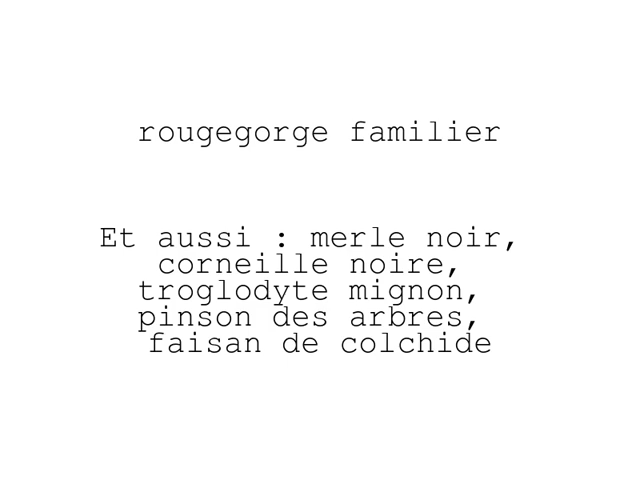 rougegorge familier
Et aussi : merle noir,
corneille noire,
troglodyte mignon,
pinson des arbres,
faisan de colchide